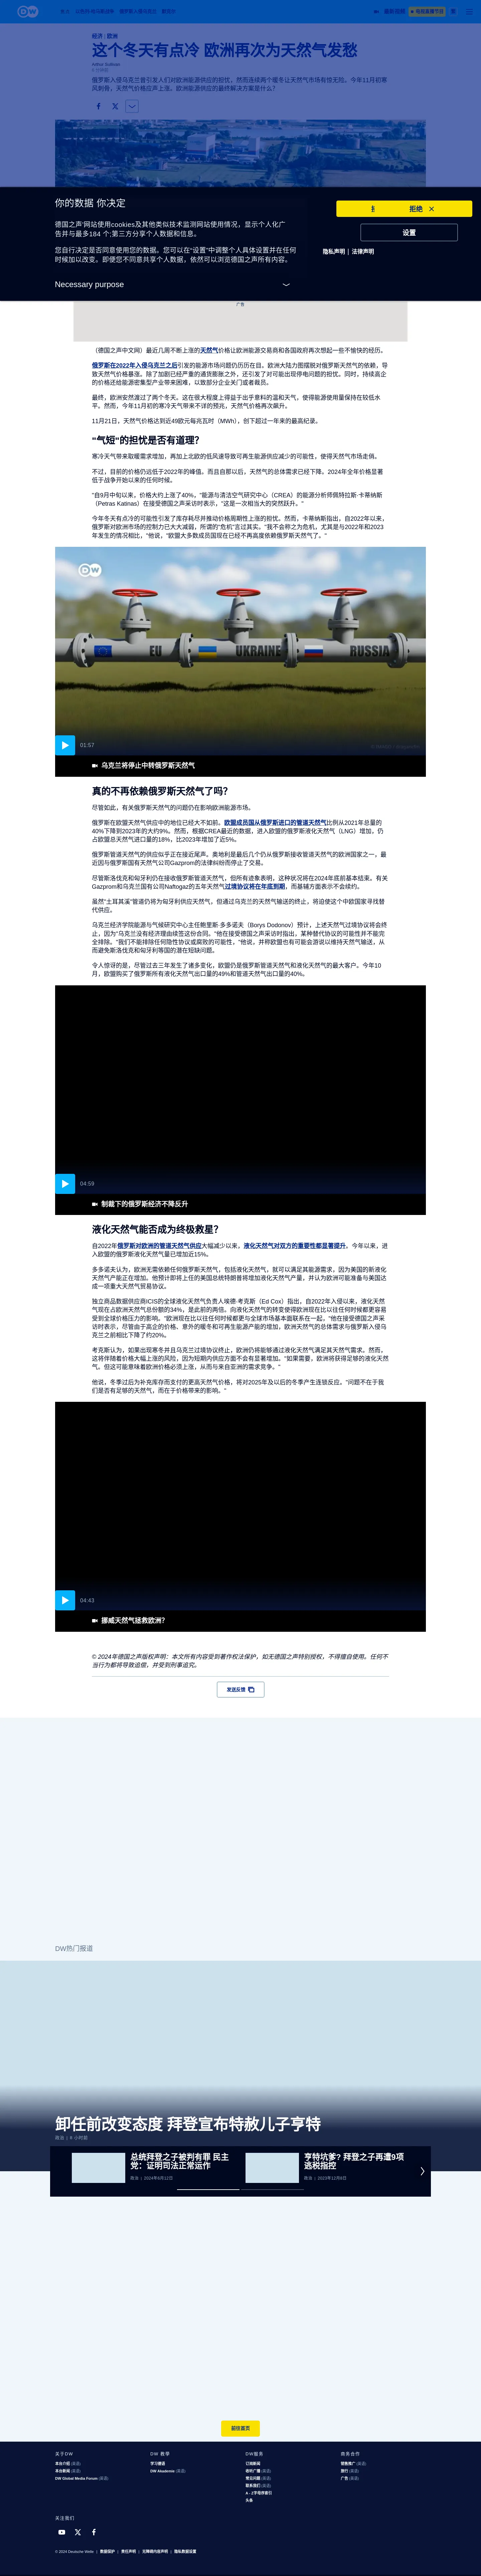 经济 | 欧洲
这个冬天有点冷 欧洲再次为天然气发愁
Arthur Sullivan
俄罗斯入侵乌克兰曾引发人们对欧洲能源供应的担忧。然而连续两个暖冬让天然气市场有惊无险。今年11月初寒
风刺骨，天然气价格应声上涨。欧洲能源供应的最终解决方案是什么？
你的数据 你决定
德国之声网站使用cookies及其他类似技术监测网站使用情况，显示个人化广
告并与最多184 个;第三方分享个人数据和信息。
您自行决定是否同意使用您的数据。您可以在“设置”中调整个人具体设置并在任何
时候加以改变。即便您不同意共享个人数据，依然可以浏览德国之声所有内容。
Necessary purpose
拒绝
设置
隐私声明 | 法律声明
广告
（德国之声中文网）最近几周不断上涨的天然气价格让欧洲能源交易商和各国政府再次想起一些不愉快的经历。
俄罗斯在2022年入侵乌克兰之后引发的能源市场问题仍历历在目。欧洲大陆力图摆脱对俄罗斯天然气的依赖，导
致天然气价格暴涨。除了加剧已经严重的通货膨胀之外，还引发了对可能出现停电问题的担忧。同时，持续高企
的价格还给能源密集型产业带来困难，以致部分企业关门或者裁员。
最终，欧洲安然渡过了两个冬天。这在很大程度上得益于出乎意料的温和天气，使得能源使用量保持在较低水
平。然而，今年11月初的寒冷天气带来不详的预兆，天然气价格再次飙升。
11月21日，天然气价格达到近49欧元每兆瓦时（MWh），创下超过一年来的最高纪录。
“气短”的担忧是否有道理？
寒冷天气带来取暖需求增加，再加上北欧的低风速导致可再生能源供应减少的可能性，使得天然气市场走俏。
不过，目前的价格仍远低于2022年的峰值。而且自那以后，天然气的总体需求已经下降。2024年全年价格显著
低于战争开始以来的任何时候。
“自9月中旬以来，价格大约上涨了40%，”能源与清洁空气研究中心（CREA）的能源分析师佩特拉斯·卡蒂纳斯
（Petras Katinas）在接受德国之声采访时表示，“这是一次相当大的突然跃升。”
今年冬天有点冷的可能性引发了库存耗尽并推动价格周期性上涨的担忧。然而，卡蒂纳斯指出，自2022年以来，
俄罗斯对欧洲市场的控制力已大大减弱，所谓的“危机”言过其实。“我不会称之为危机，尤其是与2022年和2023
年发生的情况相比，”他说，“欧盟大多数成员国现在已经不再高度依赖俄罗斯天然气了。”
DW
EU
UKRAINE
RUSSIA
01:57
乌克兰将停止中转俄罗斯天然气
真的不再依赖俄罗斯天然气了吗？
尽管如此，有关俄罗斯天然气的问题仍在影响欧洲能源市场。
俄罗斯在欧盟天然气供应中的地位已经大不如前。欧盟成员国从俄罗斯进口的管道天然气比例从2021年总量的
40%下降到2023年的大约9%。然而，根据CREA最近的数据，进入欧盟的俄罗斯液化天然气（LNG）增加，仍
占欧盟总天然气进口量的18%，比2023年增加了近5%。
俄罗斯管道天然气的供应似乎正在接近尾声。奥地利是最后几个仍从俄罗斯接收管道天然气的欧洲国家之一，最
近因与俄罗斯国有天然气公司Gazprom的法律纠纷而停止了交易。
尽管斯洛伐克和匈牙利仍在接收俄罗斯管道天然气，但所有迹象表明，这种状况将在2024年底前基本结束。有关
Gazprom和乌克兰国有公司Naftogaz的五年天然气过境协议将在年底到期，而基辅方面表示不会续约。
虽然“土耳其溪”管道仍将为匈牙利供应天然气，但通过乌克兰的天然气输送的终止，将迫使这个中欧国家寻找替
代供应。
乌克兰经济学院能源与气候研究中心主任鲍里斯·多多诺夫（Borys Dodonov）预计，上述天然气过境协议将会终
止，因为“乌克兰没有经济理由续签这份协议。”他在接受德国之声采访时指出，某种替代协议的可能性并不能完
全排除。“我们不能排除任何隐性协议或腐败的可能性，”他说，并称欧盟也有可能会游说以维持天然气输送，从
而避免斯洛伐克和匈牙利等国的潜在短缺问题。
令人惊讶的是，尽管过去三年发生了诸多变化，欧盟仍是俄罗斯管道天然气和液化天然气的最大客户。今年10
月，欧盟购买了俄罗斯所有液化天然气出口量的49%和管道天然气出口量的40%。
04:59
制裁下的俄罗斯经济不降反升
液化天然气能否成为终极救星？
自2022年俄罗斯对欧洲的管道天然气供应大幅减少以来，液化天然气对双方的重要性都显著提升。今年以来，进
入欧盟的俄罗斯液化天然气量已增加近15%。
多多诺夫认为，欧洲无需依赖任何俄罗斯天然气，包括液化天然气，就可以满足其能源需求，因为美国的新液化
天然气产能正在增加。他预计即将上任的美国总统特朗普将增加液化天然气产量，并认为欧洲可能准备与美国达
成一项重大天然气贸易协议。
独立商品数据供应商ICIS的全球液化天然气负责人埃德·考克斯（Ed Cox）指出，自2022年入侵以来，液化天然
气现在占欧洲天然气总份额的34%，是此前的两倍。向液化天然气的转变使得欧洲现在比以往任何时候都更容易
受到全球价格压力的影响。“欧洲现在比以往任何时候都更与全球市场基本面联系在一起，”他在接受德国之声采
访时表示，尽管由于高企的价格、意外的暖冬和可再生能源产能的增加，欧洲天然气的总体需求与俄罗斯入侵乌
克兰之前相比下降了约20%。
考克斯认为，如果出现寒冬并且乌克兰过境协议终止，欧洲仍将能够通过液化天然气满足其天然气需求。然而，
这将伴随着价格大幅上涨的风险，因为短期内供应方面不会有显著增加。“如果需要，欧洲将获得足够的液化天然
气。但这可能意味着欧洲价格必须上涨，从而与来自亚洲的需求竞争。”
他说，冬季过后为补充库存而支付的更高天然气价格，将对2025年及以后的冬季产生连锁反应。“问题不在于我
们是否有足够的天然气，而在于价格带来的影响。”
04:43
挪威天然气拯救欧洲？
© 2024年德国之声版权声明：本文所有内容受到著作权法保护，如无德国之声特别授权，不得擅自使用。任何不
当行为都将导致追偿，并受到刑事追究。
发送反馈
DW热门报道
卸任前改变态度 拜登宣布特赦儿子亨特
政治 | 9 小时前
总统拜登之子被判有罪 民主
党：证明司法正常运作
政治 | 2024年6月12日
亨特坑爹? 拜登之子再遭9项
逃税指控
政治 | 2023年12月8日
前往首页
关于DW
本台介绍 (英语)
本台新闻 (英语)
DW Global Media Forum (英语)
DW 教学
学习德语
DW Akademie (英语)
DW服务
订阅新闻
收听广播 (英语)
常见问题 (英语)
联系我们 (英语)
A - Z字母序索引
头条
商务合作
销售推广 (英语)
旅行 (英语)
广告 (英语)
关注我们
© 2024 Deutsche Welle | 数据保护 | 责任声明 | 无障碍内容声明 | 隐私数据设置